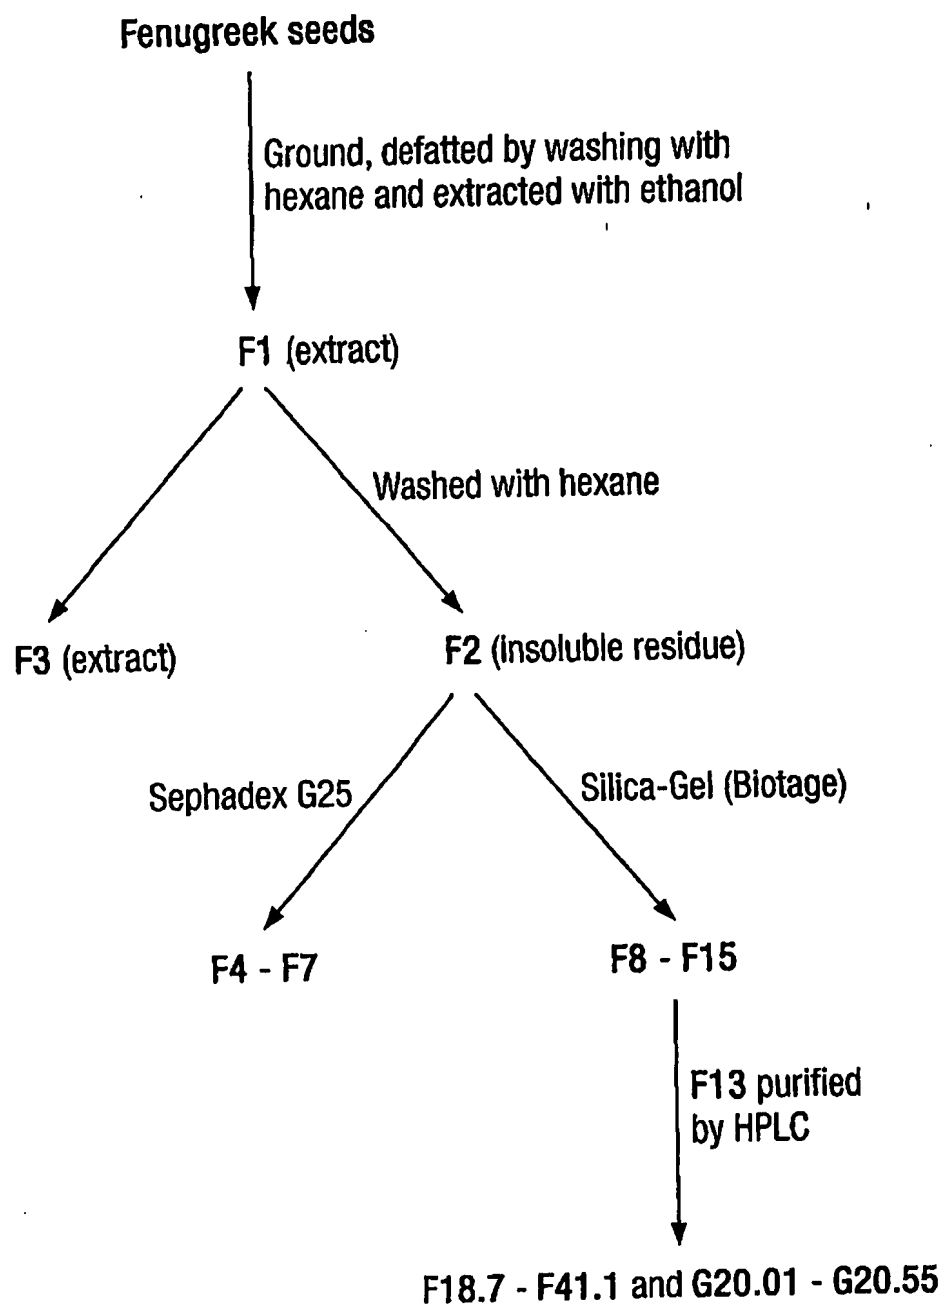 Fenugreek seeds
Ground, defatted by washing with
hexane and extracted with ethanol
F1 (extract)
Washed with hexane
F3 (extract)
F2 (insoluble residue)
Sephadex G25
Silica-Gel (Biotage)
F4 - F7
F8 - F15
F13 purified
by HPLC
F18.7 - F41.1 and G20.01 - G20.55